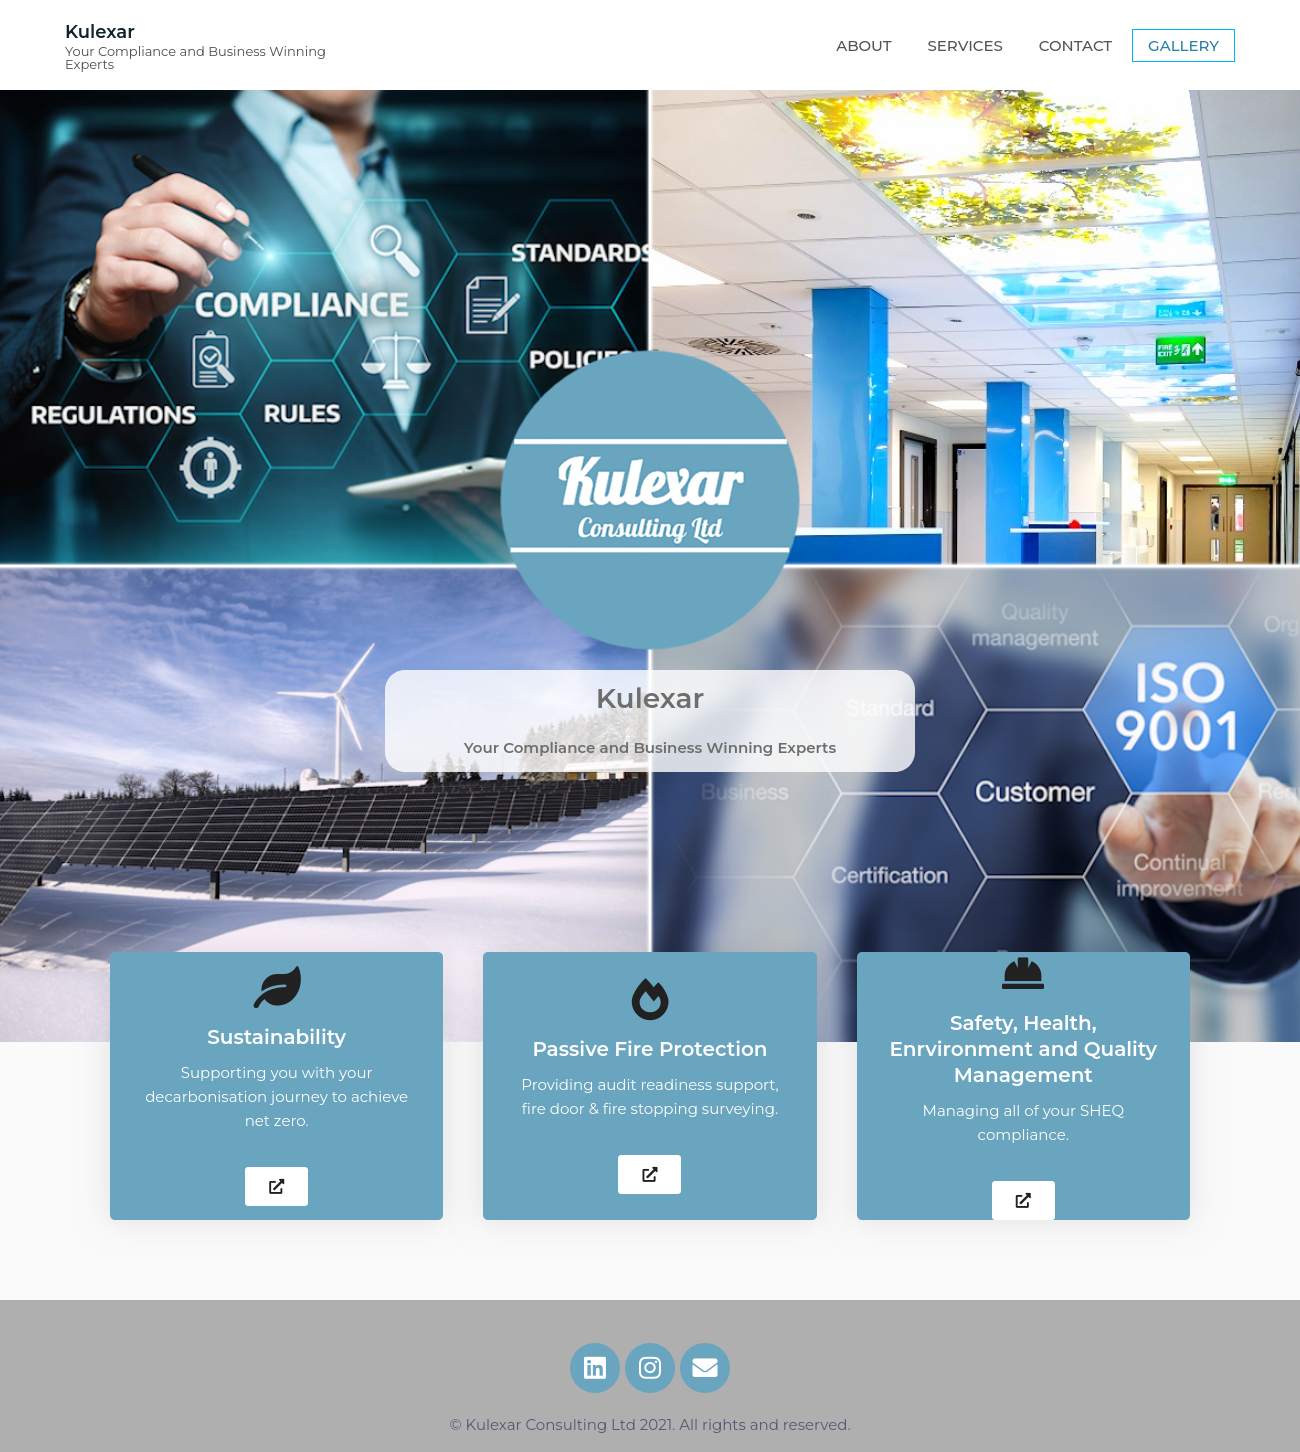 Kulexar
Your Compliance and Business Winning
Experts
ABOUT
SERVICES
CONTACT
GALLERY
STANDARDS
COMPLIANCE
POLICIES
REGULATIONS
RULES
FIRE
EXIT
Kulexar
Consulting Ltd
Quality
management
ISO
9001
Standard
Business
Customer
Certification
Continual
improvement
Kulexar
Your Compliance and Business Winning Experts
Sustainability
Supporting you with your
decarbonisation journey to achieve
net zero.
Passive Fire Protection
Providing audit readiness support,
fire door & fire stopping surveying.
Safety, Health,
Enrvironment and Quality
Management
Managing all of your SHEQ
compliance.
© Kulexar Consulting Ltd 2021. All rights and reserved.